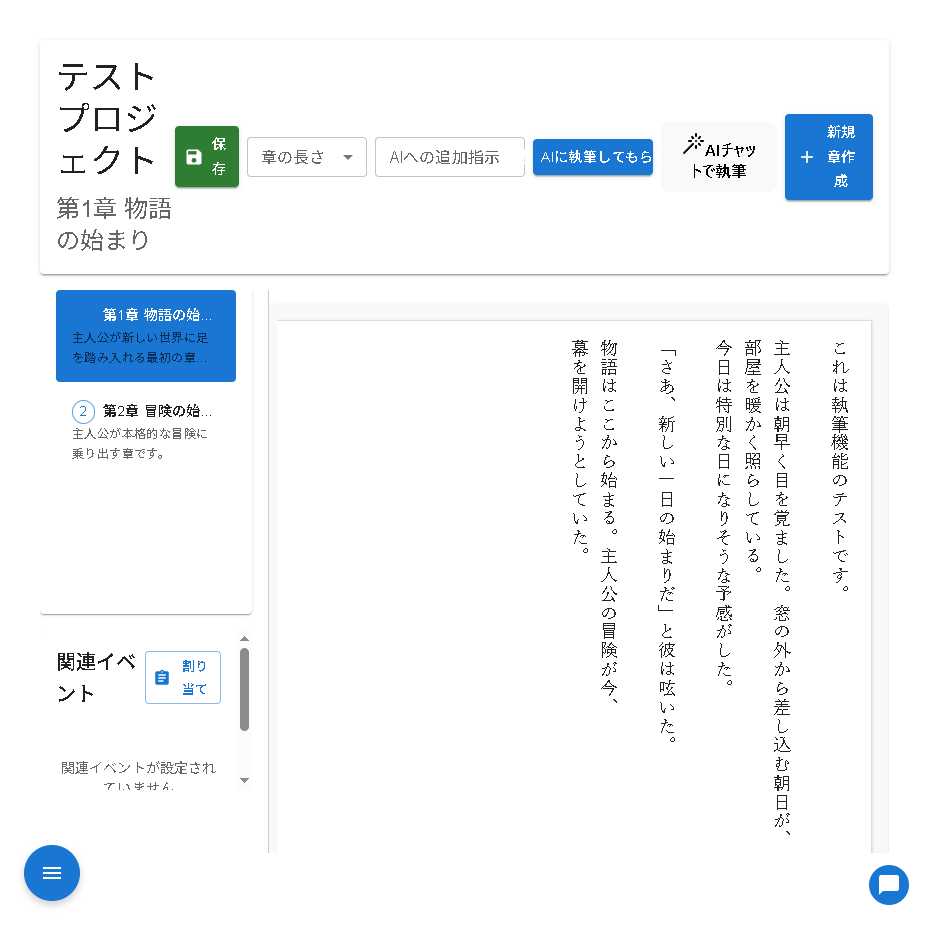 テスト
プロジ
ェクト
第1章 物語
の始まり
保
存
章の長さ
AIへの追加指示
AIに執筆してもら
AIチャッ
トで執筆
新規
章作
成
第1章 物語の始...
主人公が新しい世界に足
を踏み入れる最初の章...
2 第2章 冒険の始...
主人公が本格的な冒険に
乗り出す章です。
関連イベ
ント
割り
当て
関連イベントが設定され
ていません
これは執筆機能のテストです。
主人公は朝早く目を覚ました。窓の外から差し込む朝日が、
部屋を暖かく照らしている。
今日は特別な日になりそうな予感がした。
「さあ、新しい一日の始まりだ」と彼は呟いた。
物語はここから始まる。主人公の冒険が今、
幕を開けようとしていた。